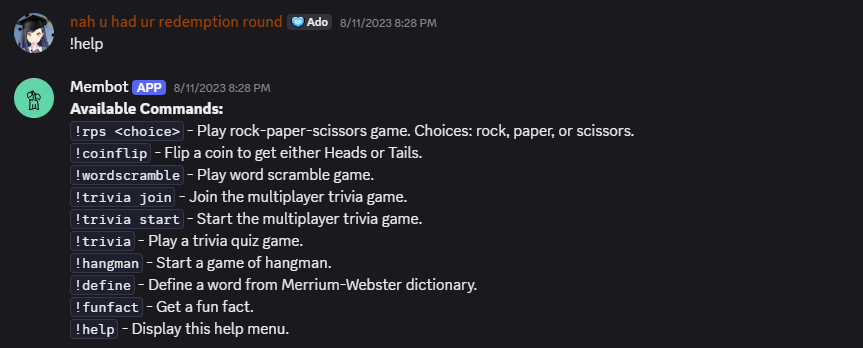 nah u had ur redemption round Ado 8/11/2023 8:28 PM
!help
Membot APP 8/11/2023 8:28 PM
Available Commands:
!rps <choice> - Play rock-paper-scissors game. Choices: rock, paper, or scissors.
!coinflip - Flip a coin to get either Heads or Tails.
!wordscramble - Play word scramble game.
!trivia join - Join the multiplayer trivia game.
!trivia start - Start the multiplayer trivia game.
!trivia - Play a trivia quiz game.
!hangman - Start a game of hangman.
!define - Define a word from Merrium-Webster dictionary.
!funfact - Get a fun fact.
!help - Display this help menu.